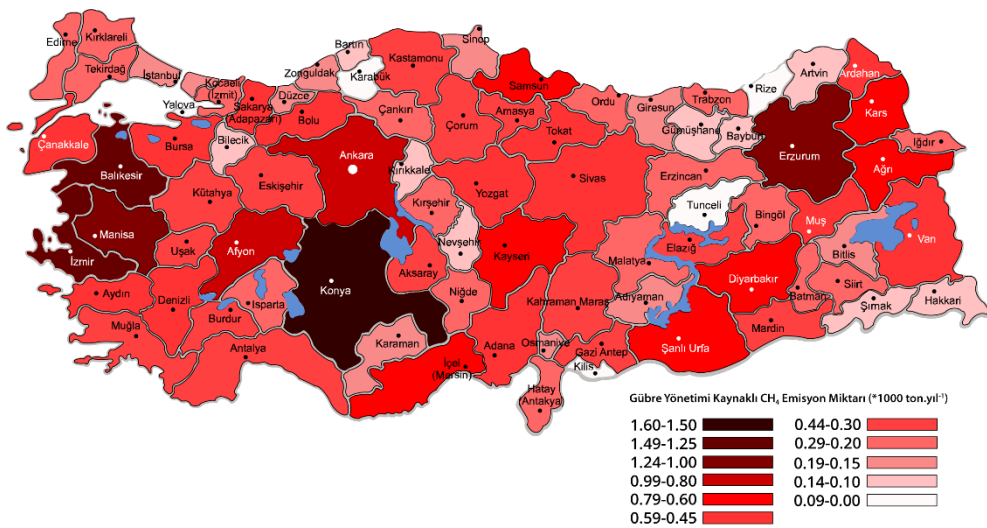 Edirne
Kırklareli
Tekirdağ
İstanbul
Kocaeli
(İzmit)
Yalova
Sakarya
(Adapazarı)
Düzce
Zonguldak
Bartın
Karabük
Bolu
Kastamonu
Sinop
Çankırı
Samsun
Amasya
Çorum
Tokat
Ordu
Giresun
Trabzon
Gümüşhane
Bayburt
Rize
Artvin
Ardahan
Kars
Iğdır
Ağrı
Erzurum
Erzincan
Tunceli
Bingöl
Muş
Van
Bitlis
Çanakkale
Balıkesir
Bursa
Bilecik
Kütahya
Eskişehir
Ankara
Kırıkkale
Kırşehir
Yozgat
Sivas
Kayseri
Nevşehir
Aksaray
Niğde
Manisa
İzmir
Uşak
Afyon
Aydın
Denizli
Muğla
Burdur
Isparta
Antalya
Konya
Karaman
İçel
(Mersin)
Adana
Osmaniye
Hatay
(Antakya)
Kilis
Gazi Antep
Kahraman Maraş
Malatya
Adıyaman
Elazığ
Diyarbakır
Şanlı Urfa
Mardin
Batman
Siirt
Şırnak
Hakkari
Gübre Yönetimi Kaynaklı CH₄ Emisyon Miktarı (*1000 ton.yıl⁻¹)
1.60-1.50
1.49-1.25
1.24-1.00
0.99-0.80
0.79-0.60
0.59-0.45
0.44-0.30
0.29-0.20
0.19-0.15
0.14-0.10
0.09-0.00